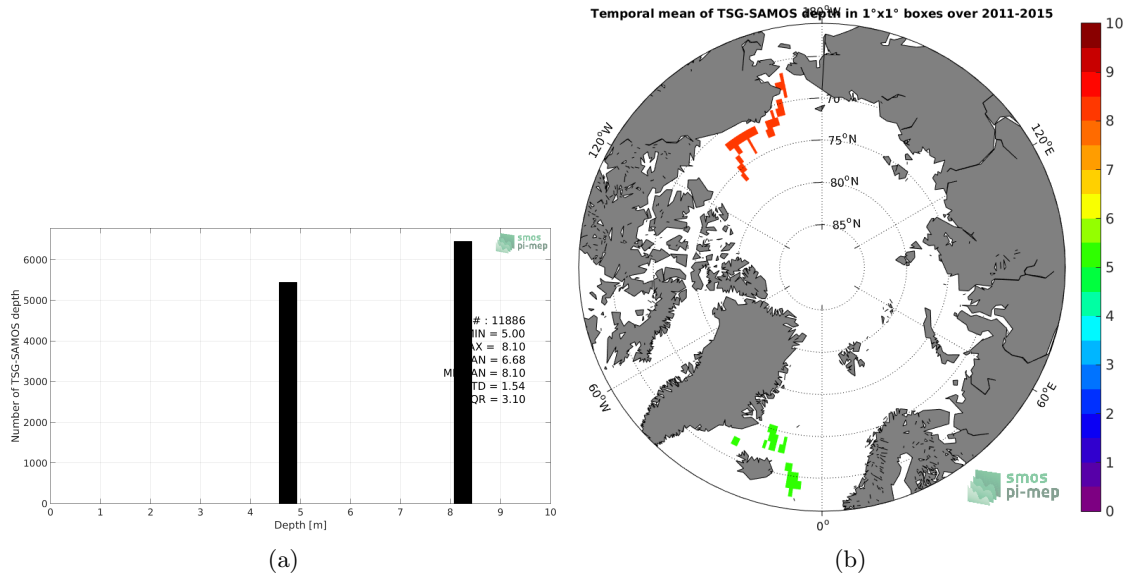 Temporal mean of TSG-SAMOS depth in 1°x1° boxes over 2011-2015
180°W
120°W
120°E
60°W
60°E
0°
70°N
75°N
80°N
85°N
10
9
8
7
6
5
4
3
2
1
0
smos
pi-mep
Number of TSG-SAMOS depth
6000
5000
4000
3000
2000
1000
0
0 1 2 3 4 5 6 7 8 9 10
Depth [m]
smos
pi-mep
# : 11886
IN = 5.00
AX = 8.10
AN = 6.68
M AN = 8.10
TD = 1.54
QR = 3.10
(a)
(b)